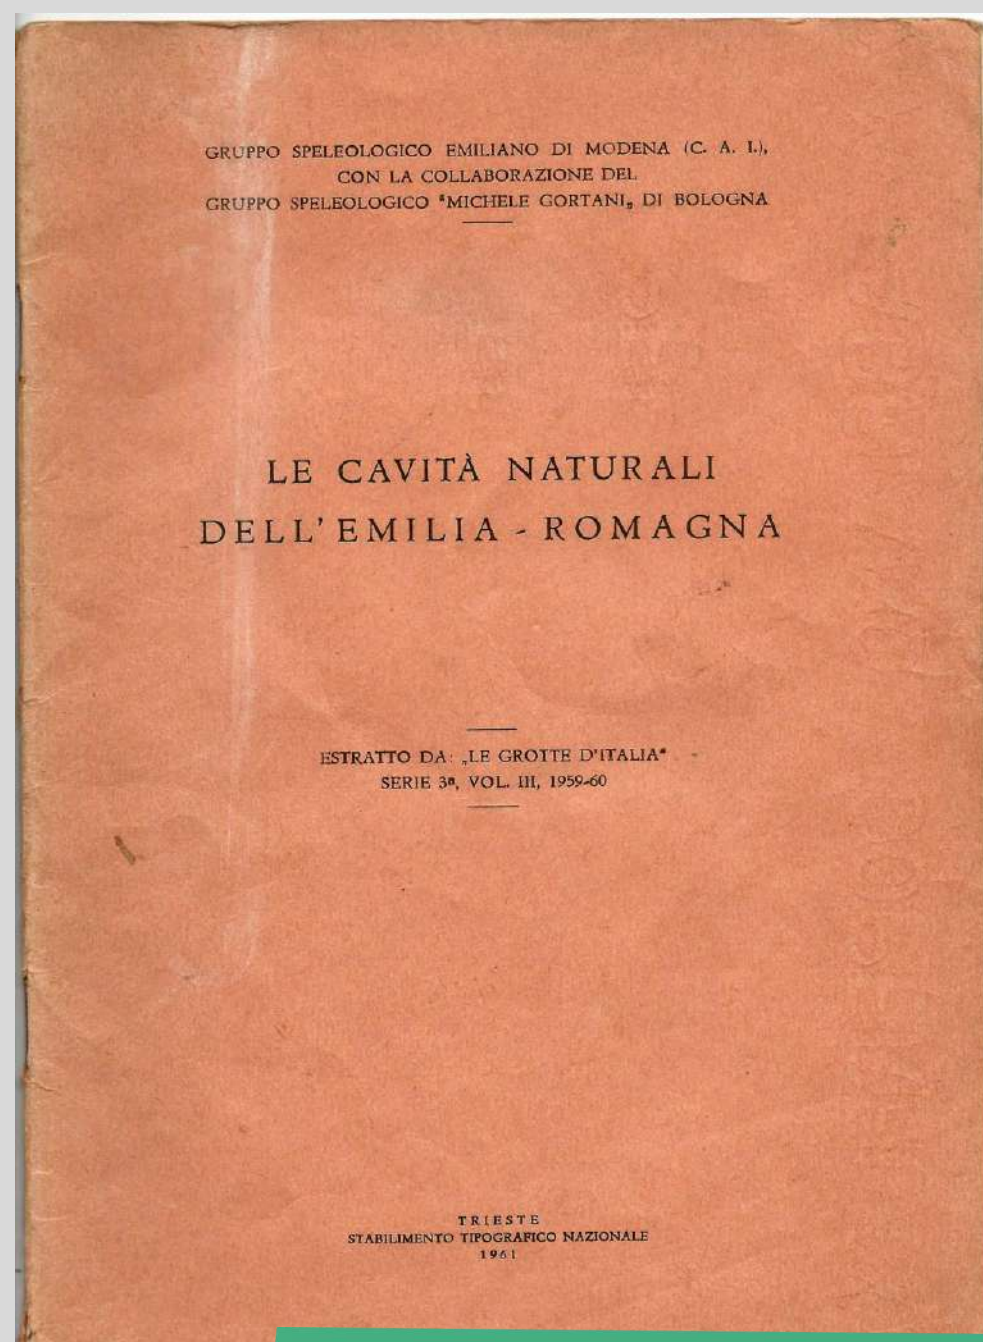 GRUPPO SPELEOLOGICO EMILIANO DI MODENA (C. A. I.),
CON LA COLLABORAZIONE DEL
GRUPPO SPELEOLOGICO "MICHELE GORTANI„ DI BOLOGNA
LE CAVITÀ NATURALI
DELL'EMILIA - ROMAGNA
ESTRATTO DA: „LE GROTTE D'ITALIA"
SERIE 3ª, VOL. III, 1959-60
TRIESTE
STABILIMENTO TIPOGRAFICO NAZIONALE
1961